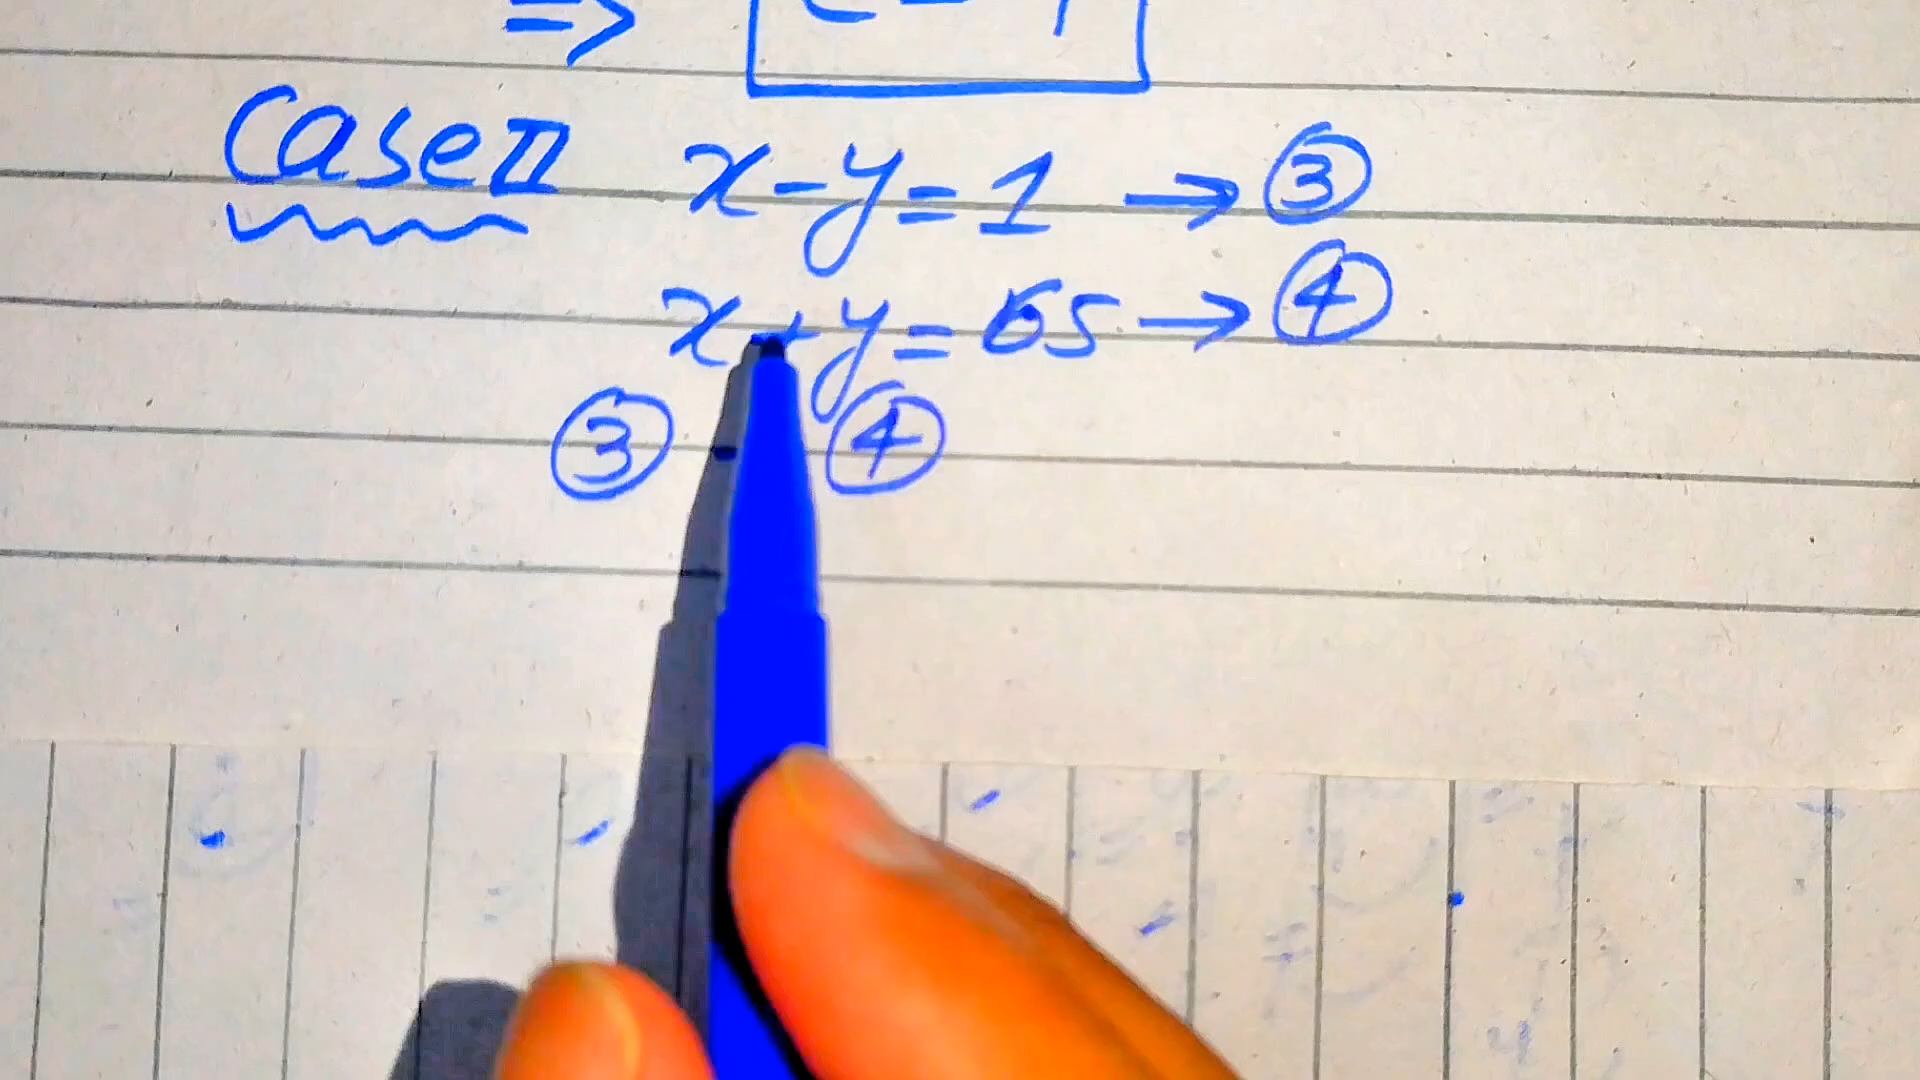 =>
Case II x-y=1 → ③
x+y=65 → ④
③ ④